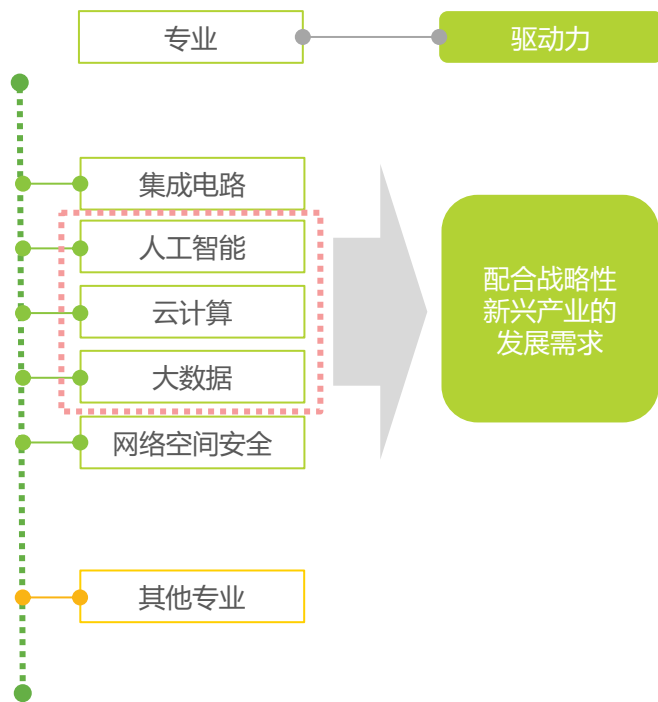 专业
驱动力
集成电路
人工智能
云计算
大数据
网络空间安全
配合战略性
新兴产业的
发展需求
其他专业